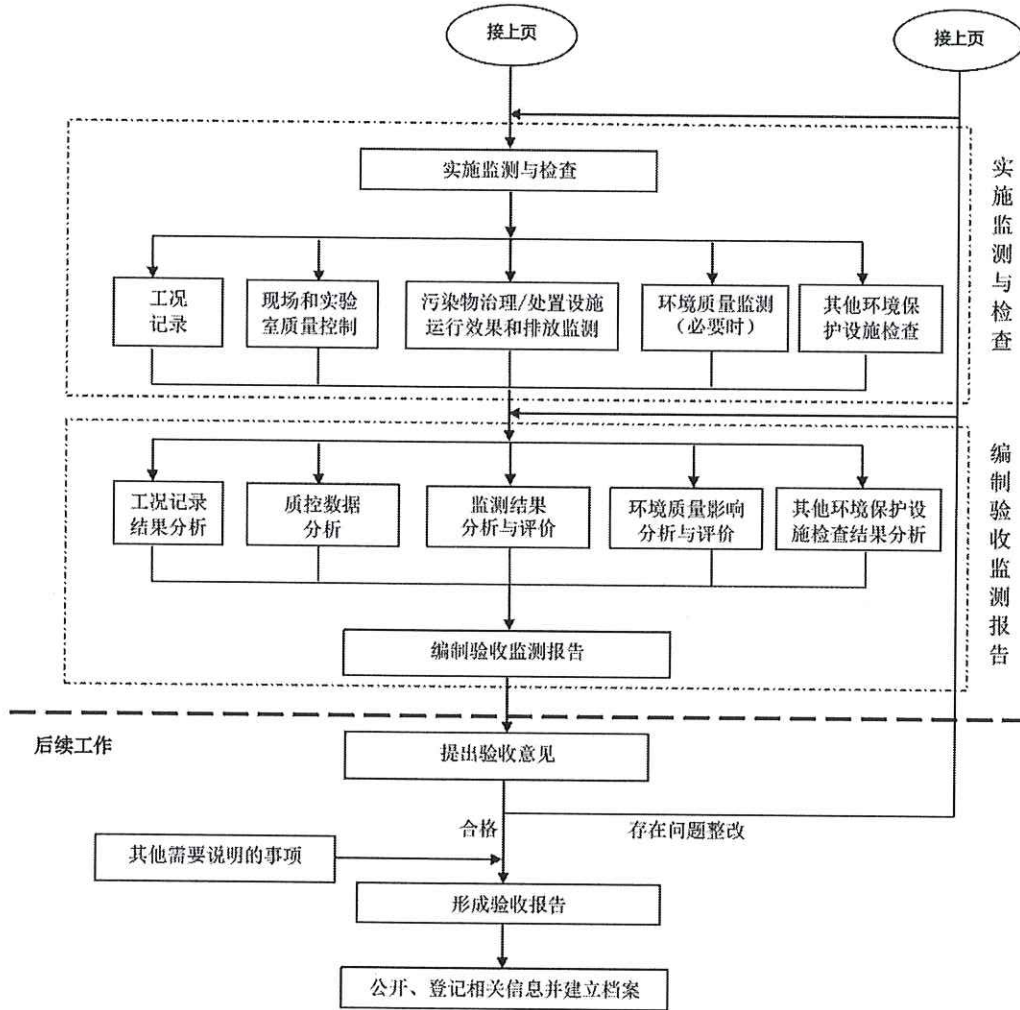 接上页
接上页
实施监测与检查
工况
记录
现场和实验
室质量控制
污染物治理/处置设施
运行效果和排放监测
环境质量监测
（必要时）
其他环境保
护设施检查
实施监测与检查
工况记录
结果分析
质控数据
分析
监测结果
分析与评价
环境质量影响
分析与评价
其他环境保护设
施检查结果分析
编制验收监测报告
编制验收监测报告
后续工作
提出验收意见
合格
存在问题整改
其他需要说明的事项
形成验收报告
公开、登记相关信息并建立档案